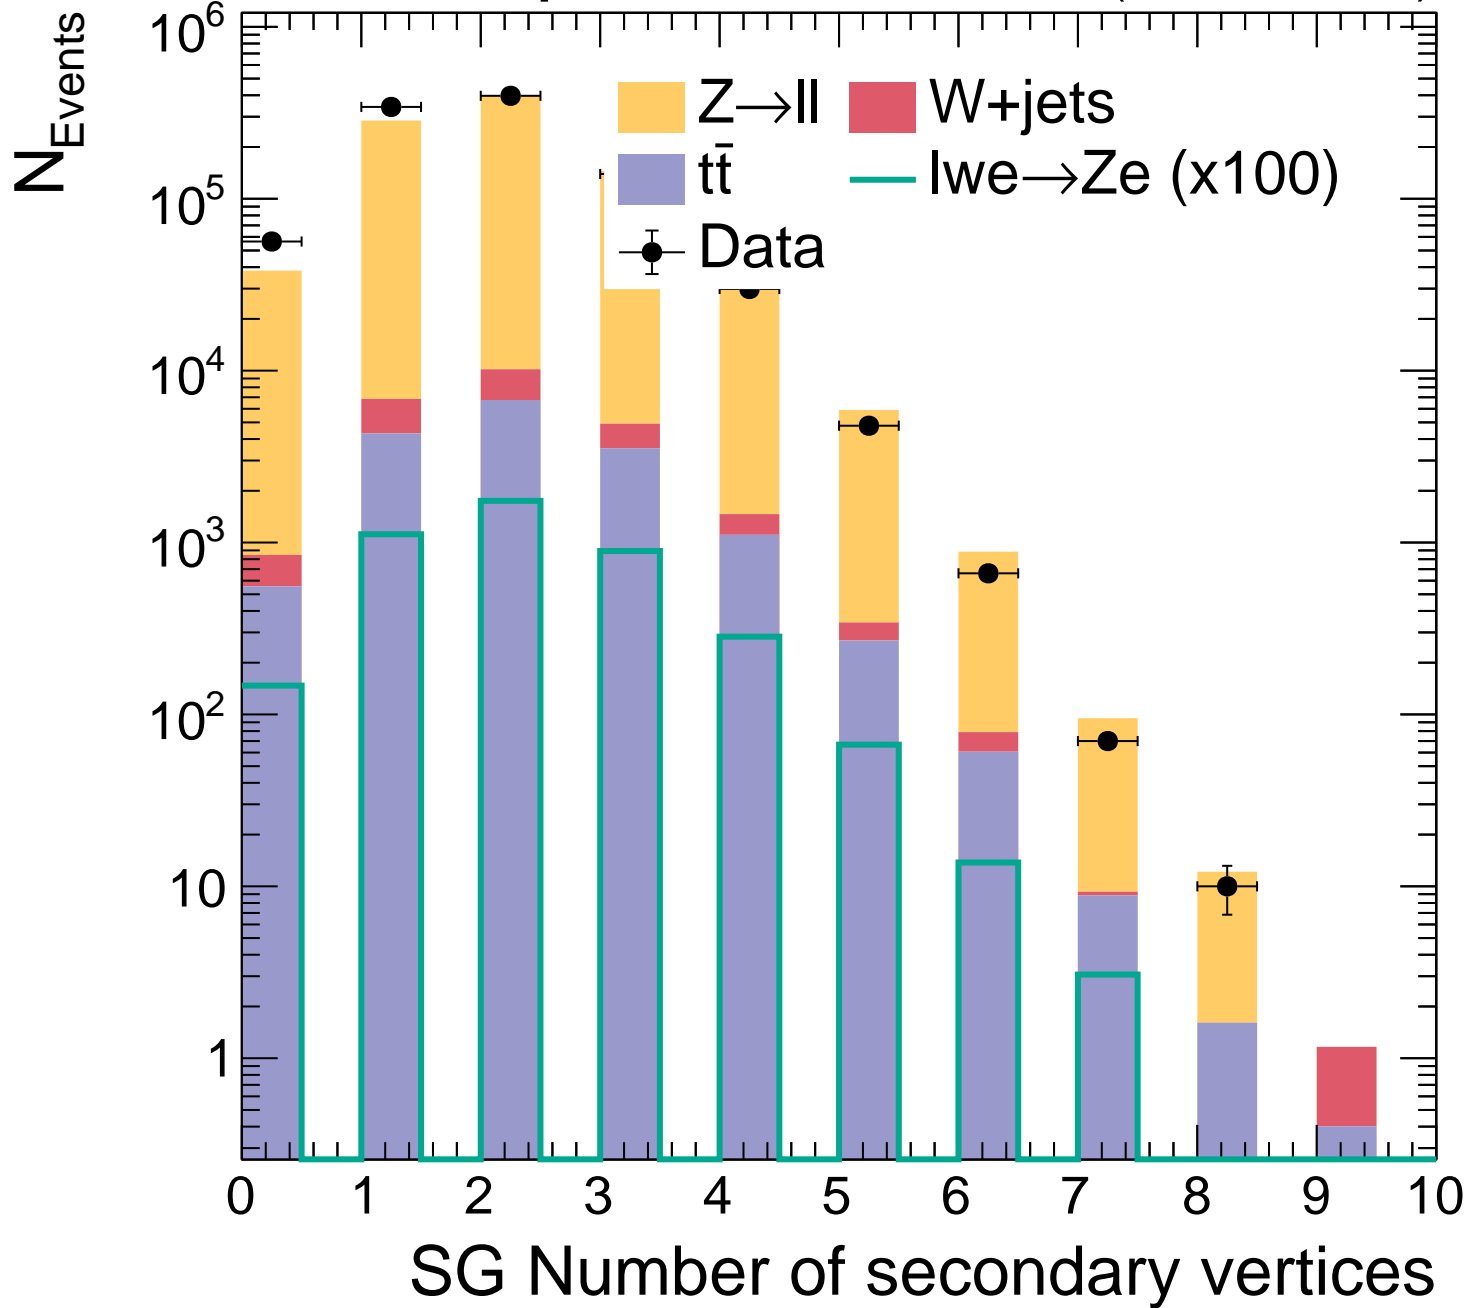 N_Events
10^6
10^5
10^4
10^3
10^2
10
1
Z→ll
W+jets
tt̄
lwe→Ze (x100)
Data
0 1 2 3 4 5 6 7 8 9 10
SG Number of secondary vertices